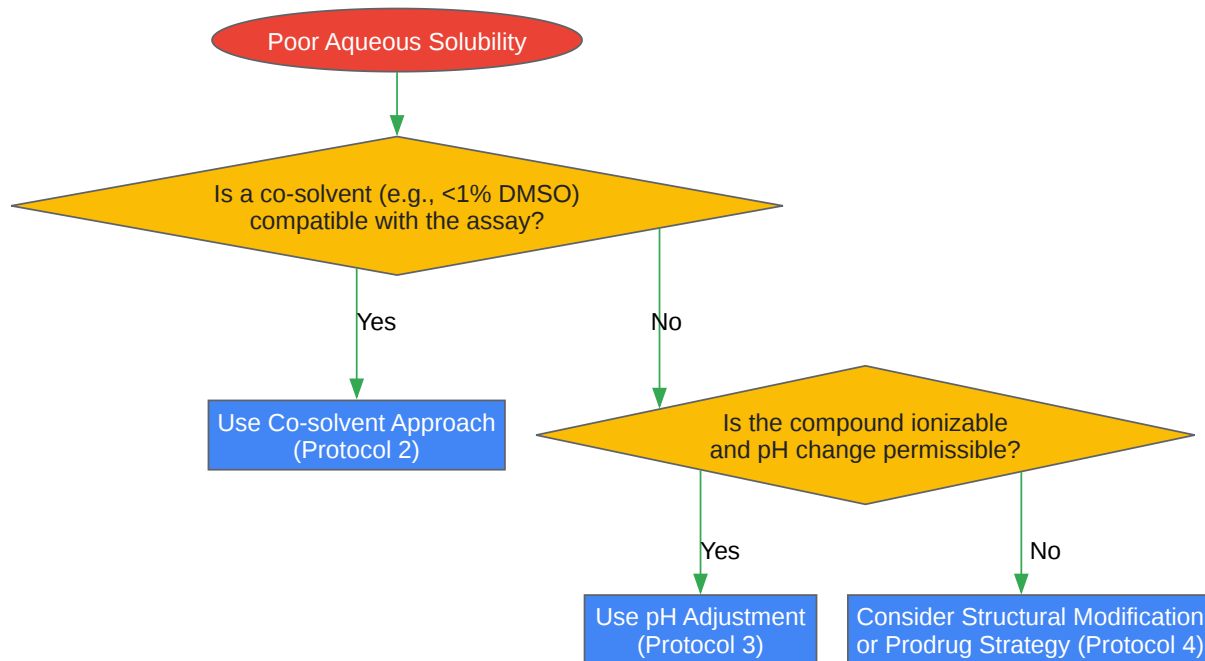 Poor Aqueous Solubility
Is a co-solvent (e.g., <1% DMSO)
compatible with the assay?
Yes
No
Use Co-solvent Approach
(Protocol 2)
Is the compound ionizable
and pH change permissible?
Yes
No
Use pH Adjustment
(Protocol 3)
Consider Structural Modification
or Prodrug Strategy (Protocol 4)